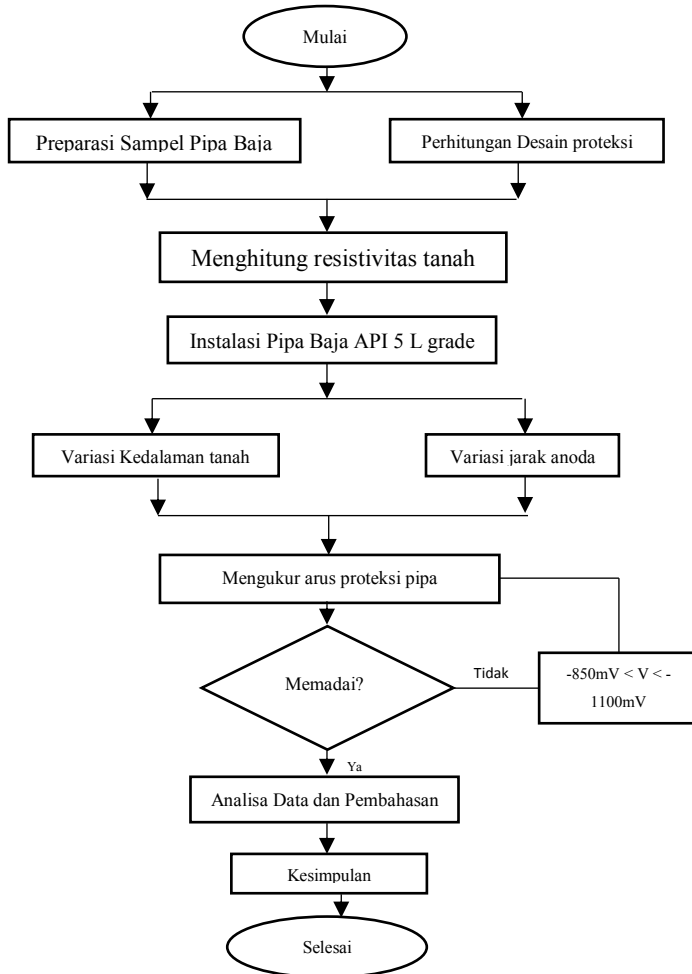 Mulai
Preparasi Sampel Pipa Baja
Perhitungan Desain proteksi
Menghitung resistivitas tanah
Instalasi Pipa Baja API 5 L grade
Variasi Kedalaman tanah
Variasi jarak anoda
Mengukur arus proteksi pipa
Memadai?
Tidak
-850mV < V < -
1100mV
Ya
Analisa Data dan Pembahasan
Kesimpulan
Selesai